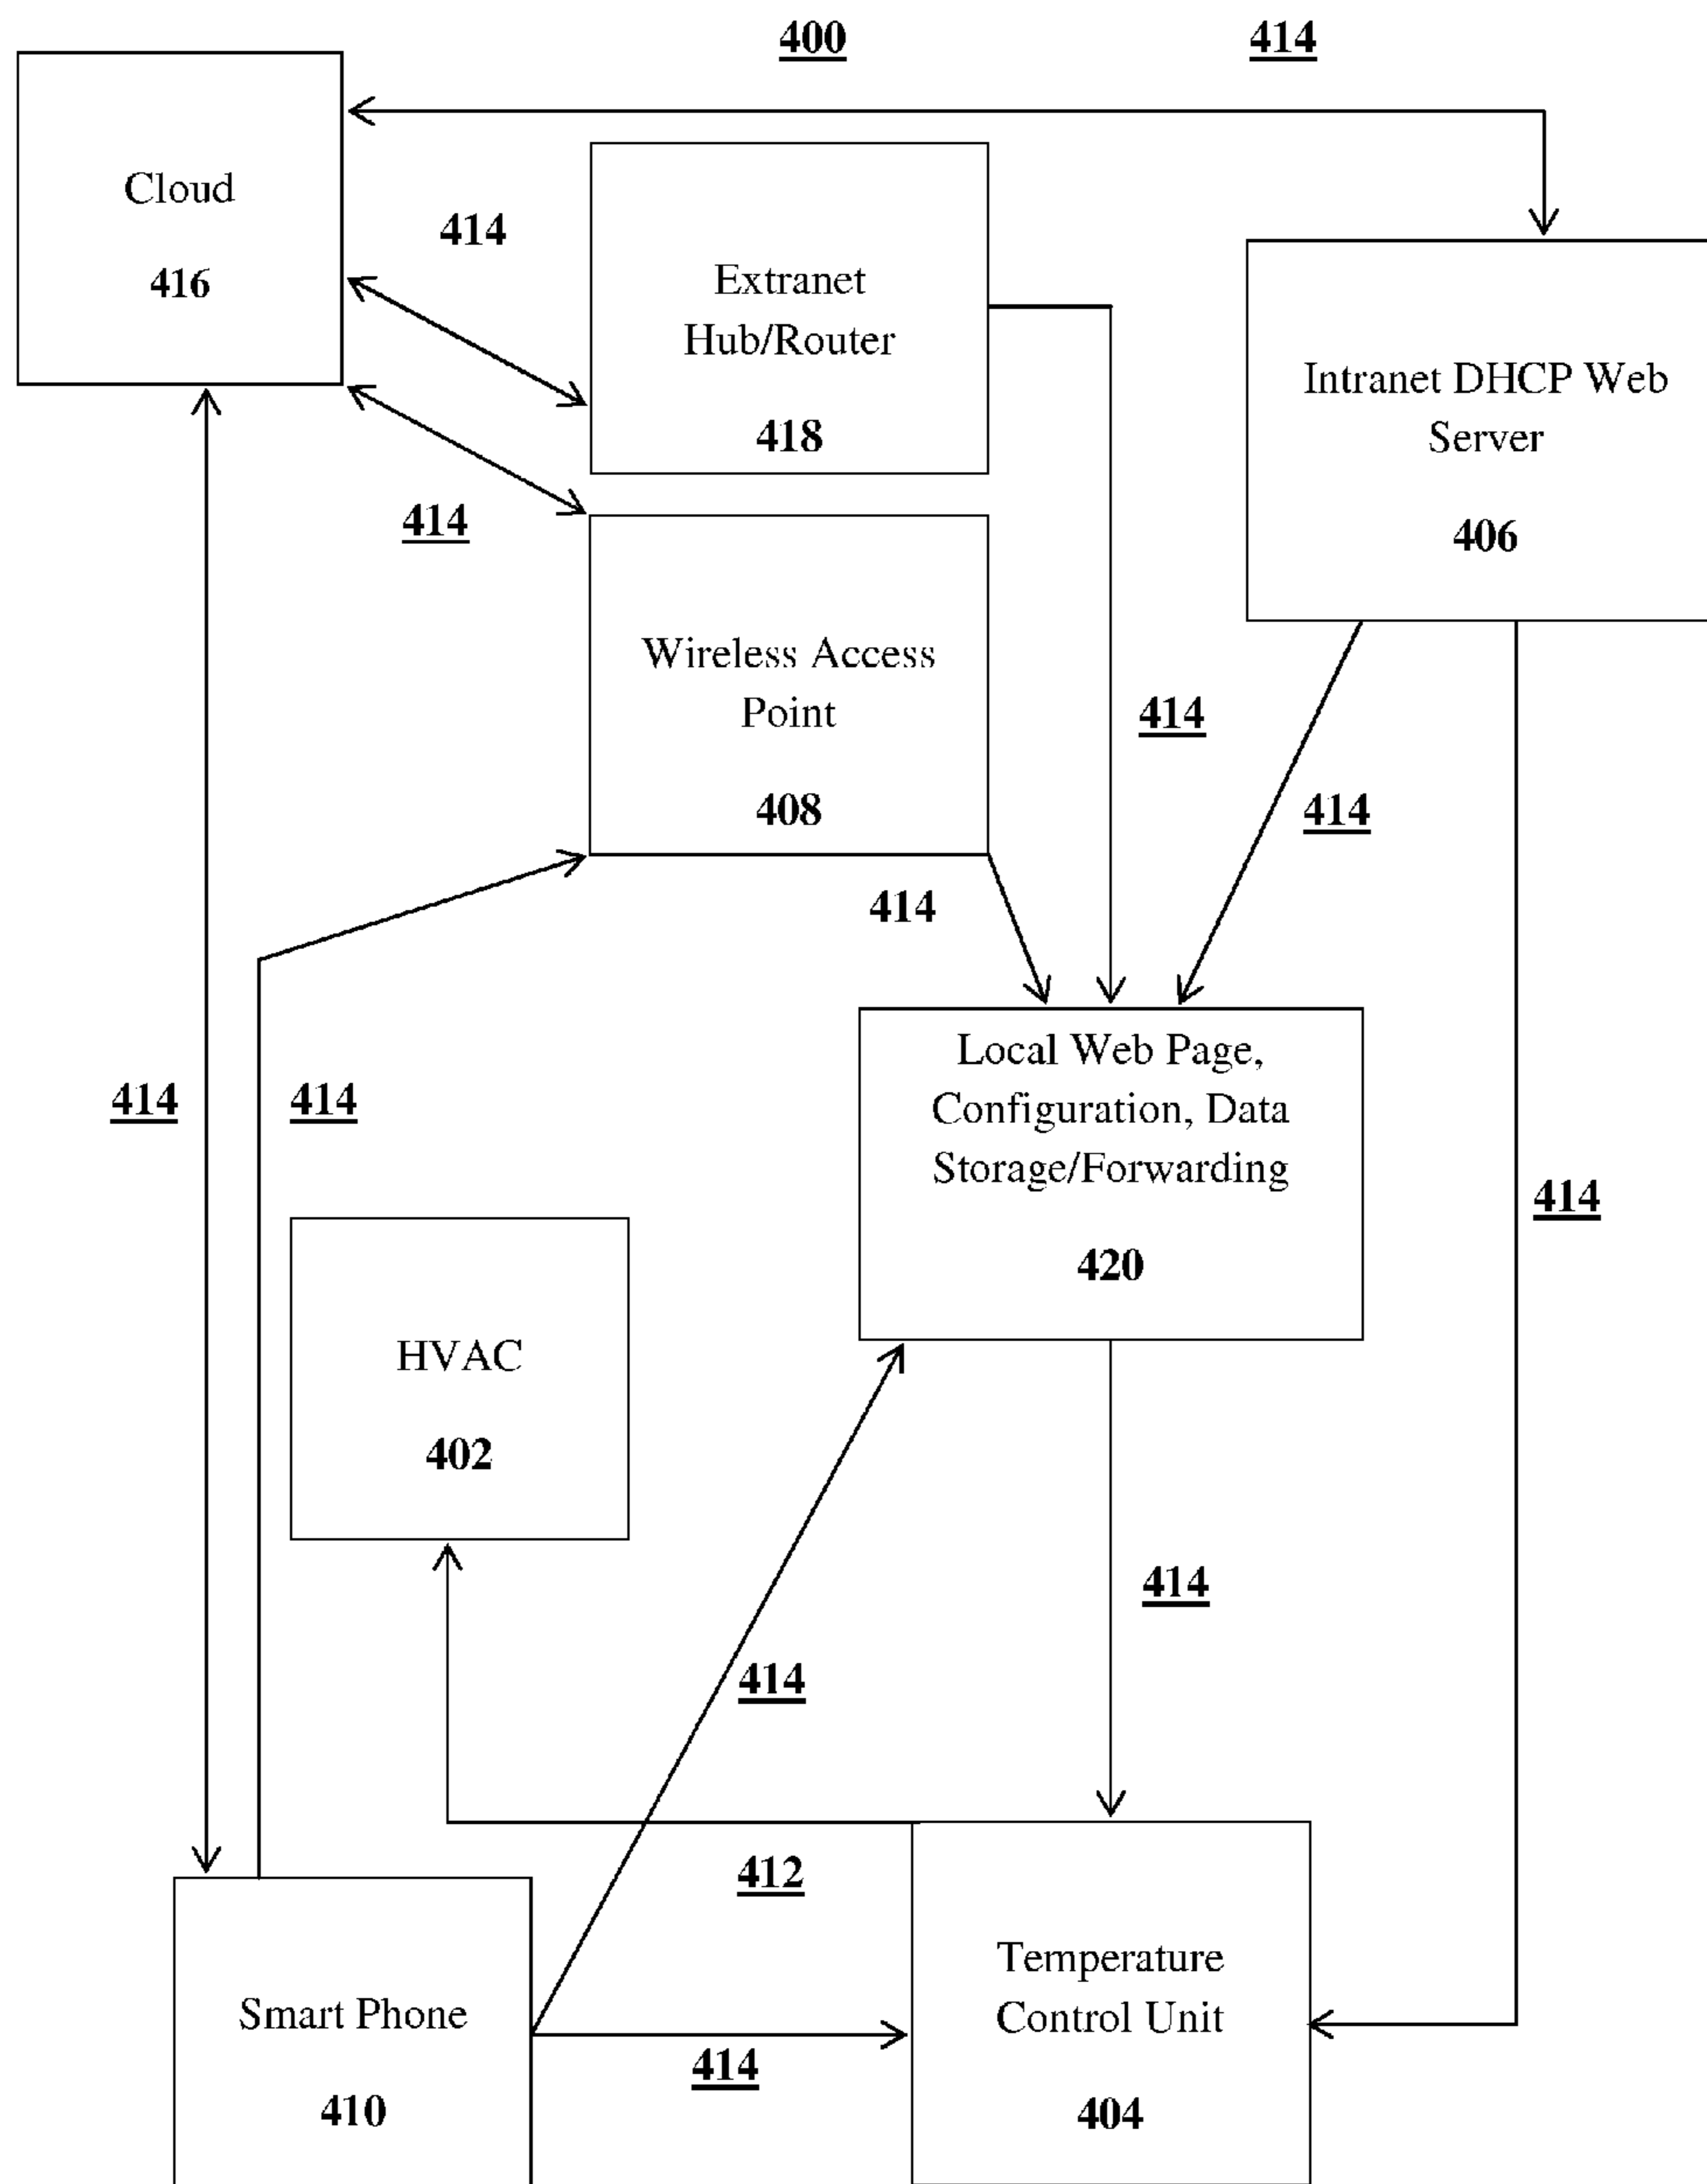 400
414
Cloud
416
414
Extranet
Hub/Router
418
Intranet DHCP Web
Server
406
414
Wireless Access
Point
408
414
414
414
Local Web Page,
Configuration, Data
Storage/Forwarding
420
414
414
414
HVAC
402
414
414
412
Smart Phone
410
414
Temperature
Control Unit
404